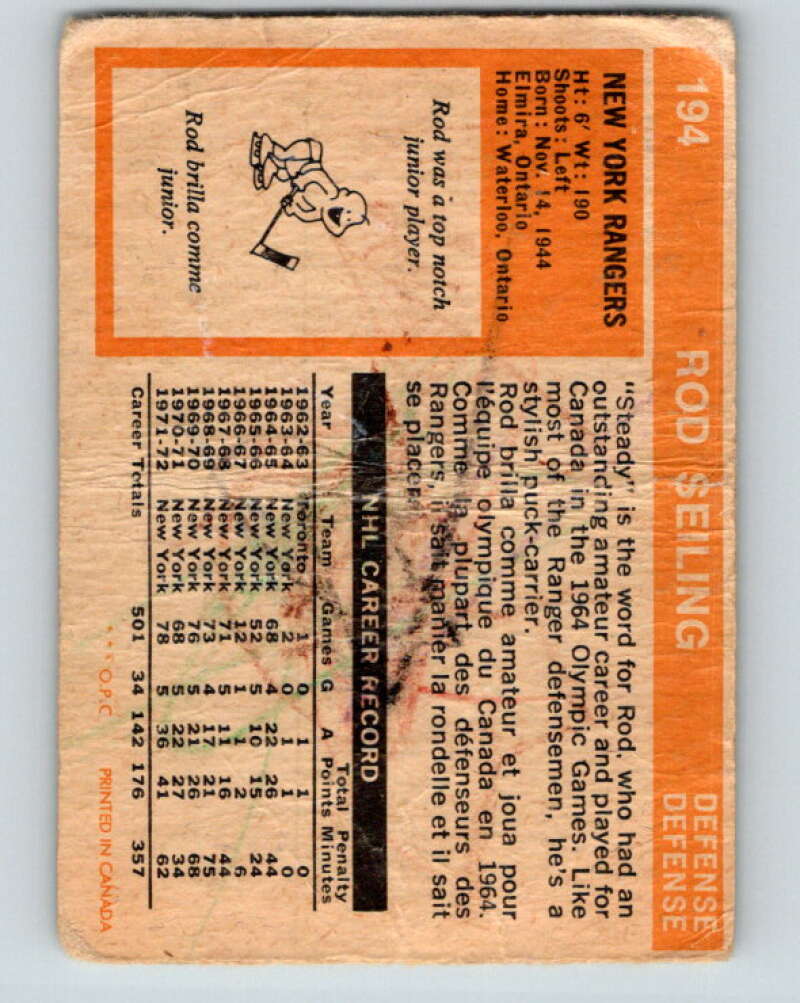 194 ROD SEILING DEFENSE
DEFENSE
NEW YORK RANGERS
Ht: 6' Wt: 190
Shoots: Left
Born: Nov. 14, 1944
Elmira, Ontario
Home: Waterloo, Ontario
Rod was a top notch
junior player.
Rod brilla comme
junior.
"Steady" is the word for Rod, who had an
outstanding amateur career and played for
Canada in the 1964 Olympic Games. Like
most of the Ranger defensemen, he's a
stylish puck-carrier.
Rod brilla comme amateur et joua pour
l'équipe olympique du Canada en 1964.
Comme la plupart des défenseurs des
Rangers, il sait manier la rondelle et il sait
se placer.
NHL CAREER RECORD
Total Penalty
Year Team Games G A Points Minutes
1962-63 Toronto 1 0 1 1 0
1963-64 New York 2 0 1 1 0
1964-65 New York 68 4 22 26 44
1965-66 New York 52 5 10 15 24
1966-67 New York 12 1 1 2 6
1967-68 New York 71 5 11 16 44
1968-69 New York 73 4 17 21 75
1969-70 New York 76 5 21 26 68
1970-71 New York 68 5 22 27 34
1971-72 New York 78 5 36 41 62
Career Totals 501 34 142 176 357
***O.P.C. PRINTED IN CANADA